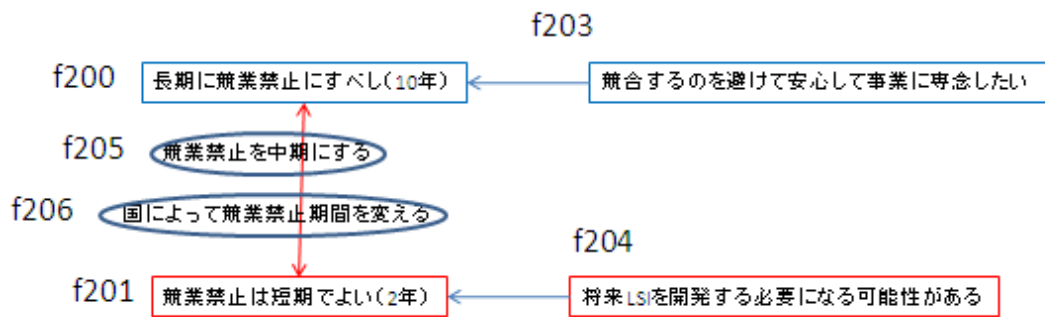 f203
f200 長期に競業禁止にすべし(10年) 競合するのを避けて安心して事業に専念したい
f205 競業禁止を中期にする
f206 国によって競業禁止期間を変える
f204
f201 競業禁止は短期でよい(2年) 将来LSIを開発する必要になる可能性がある